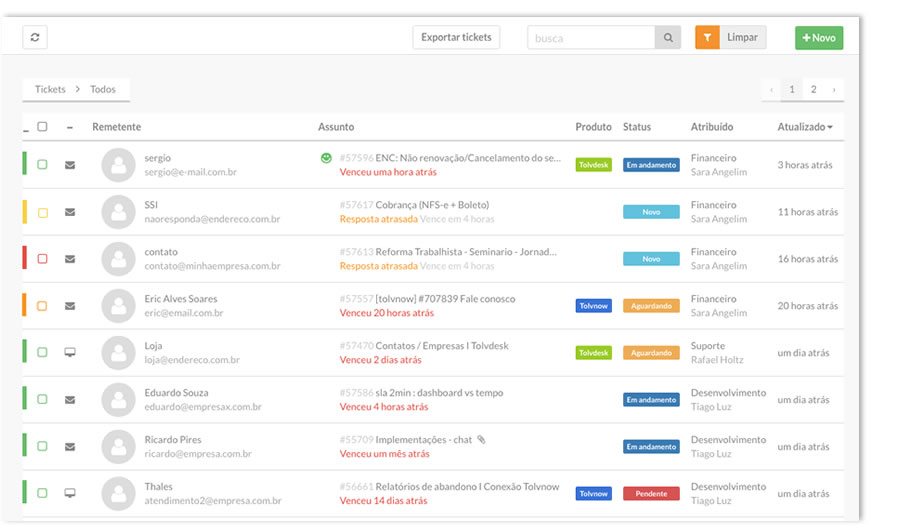 Exportar tickets busca Limpar +Novo
Tickets > Todos ‹ 1 2 ›
Remetente Assunto Produto Status Atribuído Atualizado
sergio #57596 ENC: Não renovação/Cancelamento do se... Tolvdesk Em andamento Financeiro 3 horas atrás
sergio@e-mail.com.br Venceu uma hora atrás Sara Angelim
SSI #57617 Cobrança (NFS-e + Boleto) Novo Financeiro 11 horas atrás
naoresponda@endereco.com.br Resposta atrasada Vence em 4 horas Sara Angelim
contato #57613 Reforma Trabalhista - Seminario - Jornad... Novo Financeiro 16 horas atrás
contato@minhaempresa.com.br Resposta atrasada Vence em 4 horas Sara Angelim
Eric Alves Soares #57557 [tolvnow] #707839 Fale conosco Tolvnow Aguardando Financeiro 20 horas atrás
eric@email.com.br Venceu 20 horas atrás Sara Angelim
Loja #57470 Contatos / Empresas I Tolvdesk Tolvdesk Aguardando Suporte um dia atrás
loja@endereco.com.br Venceu 2 dias atrás Rafael Holtz
Eduardo Souza #57586 sla 2min : dashboard vs tempo Em andamento Desenvolvimento um dia atrás
eduardo@empresax.com.br Venceu 4 horas atrás Tiago Luz
Ricardo Pires #55709 Implementações - chat Em andamento Desenvolvimento um dia atrás
ricardo@empresa.com.br Venceu um mês atrás Tiago Luz
Thales #56661 Relatórios de abandono I Conexão Tolvnow Tolvnow Pendente Desenvolvimento um dia atrás
atendimento2@empresa.com.br Venceu 14 dias atrás Tiago Luz